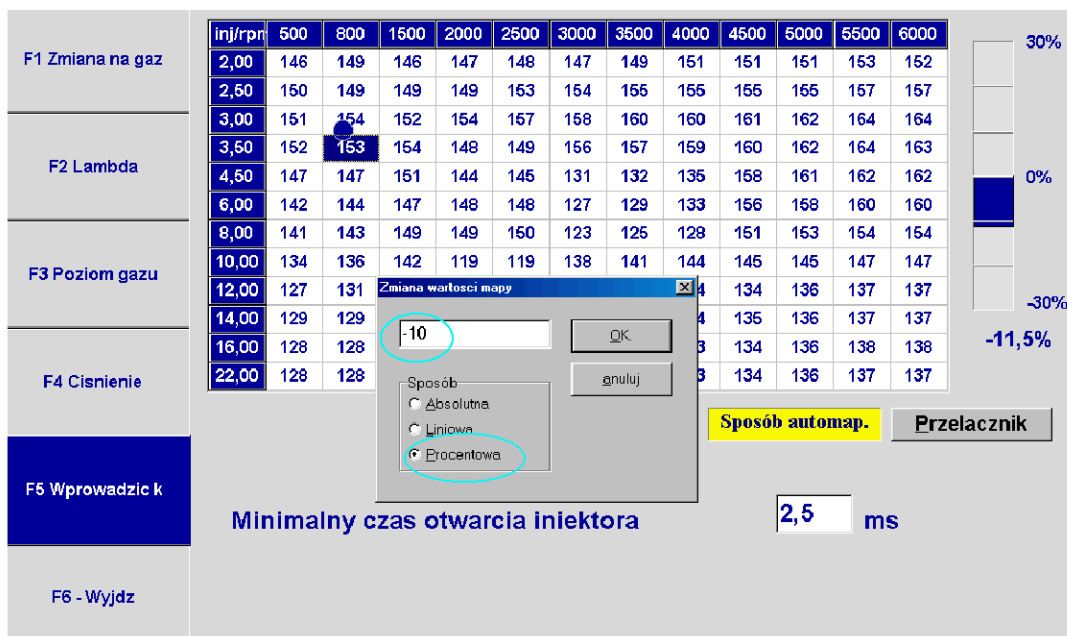 F1 Zmiana na gaz
F2 Lambda
F3 Poziom gazu
F4 Cisnienie
F5 Wprowadzic k
F6 - Wyjdz
inj/rpm 500 800 1500 2000 2500 3000 3500 4000 4500 5000 5500 6000
2,00 146 149 146 147 148 147 149 151 151 151 153 152
2,50 150 149 149 149 153 154 155 155 155 155 157 157
3,00 151 154 152 154 157 158 160 160 161 162 164 164
3,50 152 153 154 148 149 156 157 159 160 162 164 163
4,50 147 147 151 144 145 131 132 135 158 161 162 162
6,00 142 144 147 148 148 127 129 133 156 158 160 160
8,00 141 143 149 149 150 123 125 128 151 153 154 154
10,00 134 136 142 119 119 138 141 144 145 145 147 147
12,00 127 131 4 134 136 137 137
14,00 129 129 4 135 136 137 137
16,00 128 128 3 134 136 138 138
22,00 128 128 3 134 136 137 137
Zmiana wartosci mapy
-10
OK.
anuluj
Sposób
Absolutna
Liniowa
Procentowa
30%
0%
-30%
-11,5%
Sposób automap.
Przelacznik
Minimalny czas otwarcia iniektora 2,5 ms